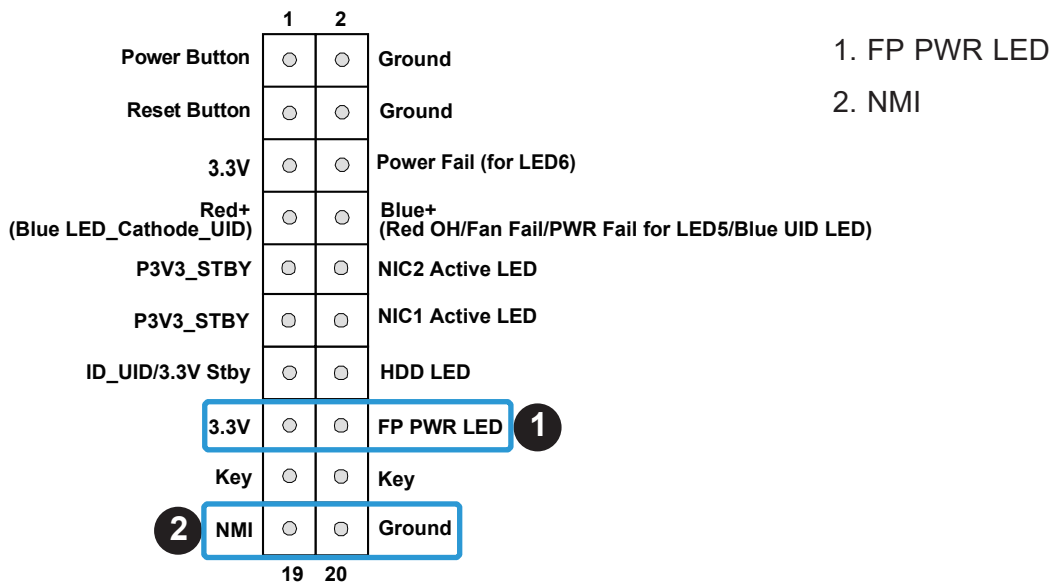 1 2
Power Button Ground
1. FP PWR LED
Reset Button Ground
2. NMI
3.3V Power Fail (for LED6)
Red+ Blue+
(Blue LED_Cathode_UID) (Red OH/Fan Fail/PWR Fail for LED5/Blue UID LED)
P3V3_STBY NIC2 Active LED
P3V3_STBY NIC1 Active LED
ID_UID/3.3V Stby HDD LED
3.3V FP PWR LED 1
Key Key
2 NMI Ground
19 20